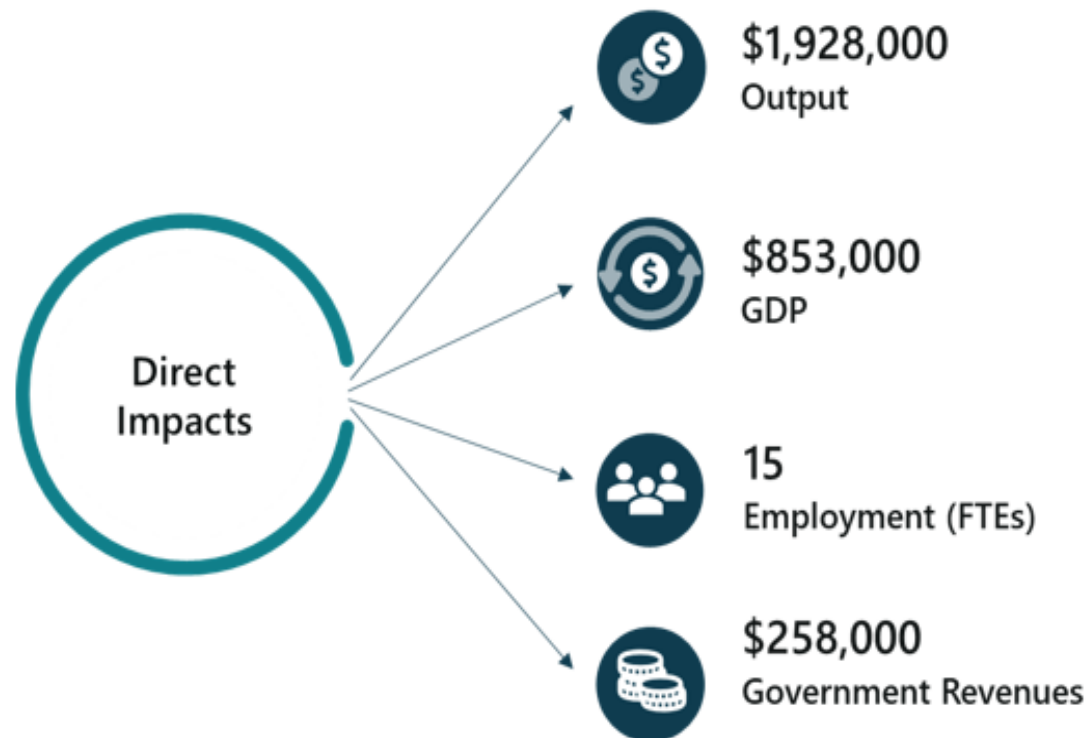 $1,928,000
Output
$853,000
GDP
Direct
Impacts
15
Employment (FTEs)
$258,000
Government Revenues